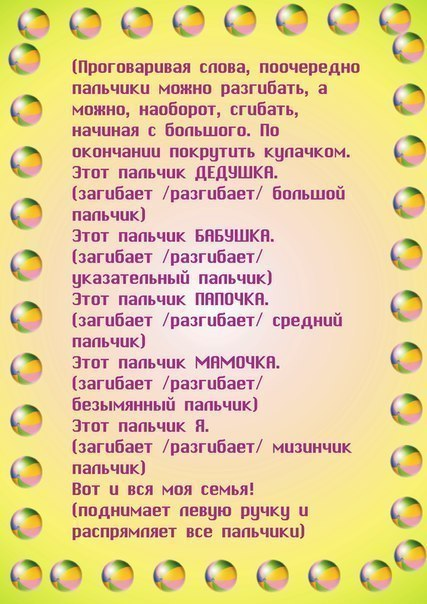 (Проговаривая слова, поочередно
пальчики можно разгибать, а
можно, наоборот, сгибать,
начиная с большого. По
окончании покрутить кулачком.
Этот пальчик ДЕДУШКА.
(загибает /разгибает/ большой
пальчик)
Этот пальчик БАБУШКА.
(загибает /разгибает/
указательный пальчик)
Этот пальчик ПАПОЧКА.
(загибает /разгибает/ средний
пальчик)
Этот пальчик МАМОЧКА.
(загибает /разгибает/
безымянный пальчик)
Этот пальчик Я.
(загибает /разгибает/ мизинчик
пальчик)
Вот и вся моя семья!
(поднимает левую ручку и
распрямляет все пальчики)